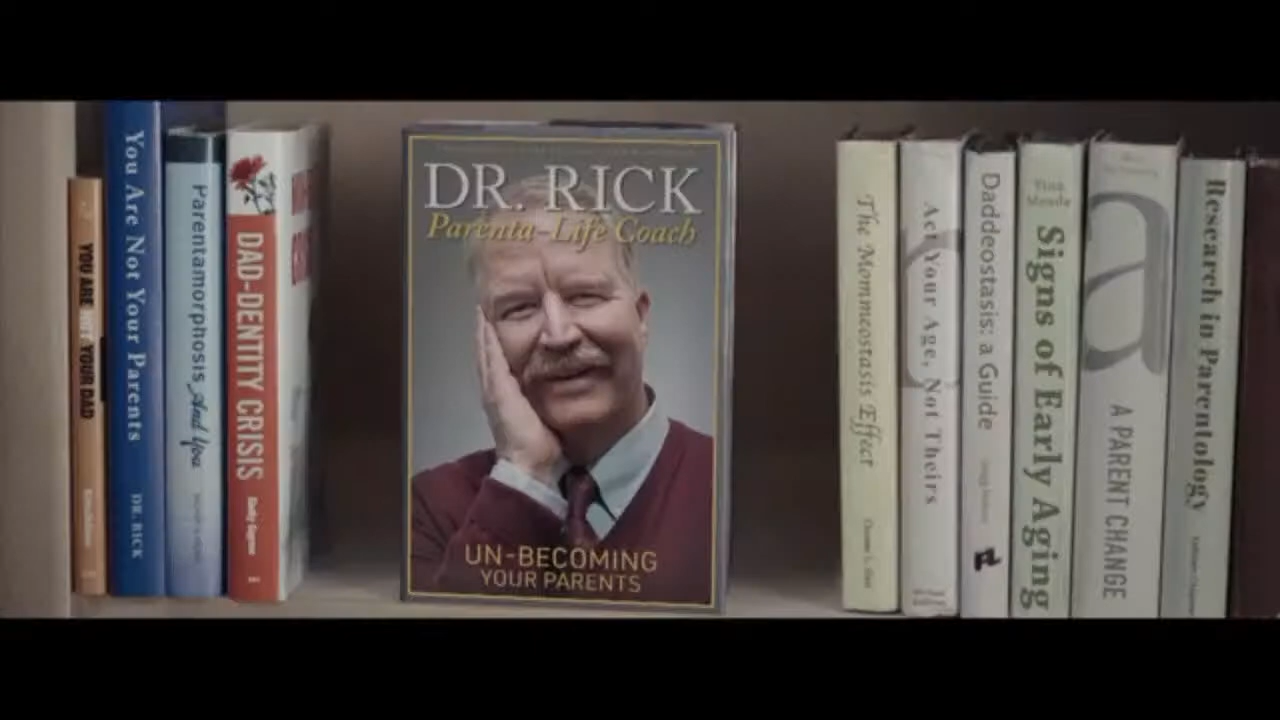 YOU ARE NOT YOUR DAD
You Are Not Your Parents
DR. RICK
Parentamorphosis And You
DAD-DENTITY CRISIS
DR. RICK
Parenta-Life Coach
UN-BECOMING
YOUR PARENTS
The Mommeostasis Effect
Act Your Age, Not Theirs
Daddeostasis: a Guide
Signs of Early Aging
a
A PARENT CHANGE
Research in Parentology